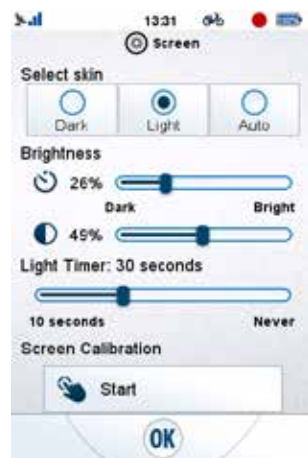 13:31
Screen
Select skin
Dark Light Auto
Brightness
26%
Dark Bright
49%
Light Timer: 30 seconds
10 seconds Never
Screen Calibration
Start
OK